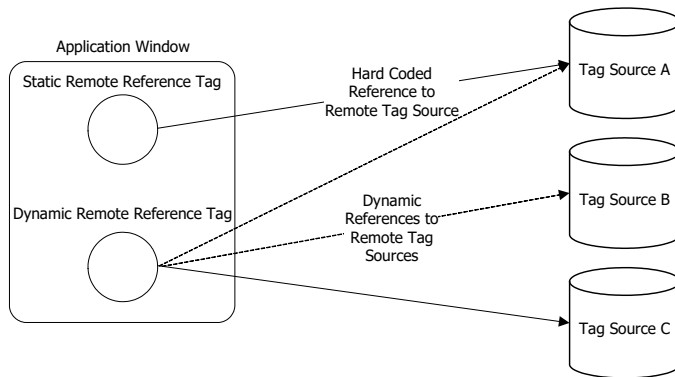 Application Window
Static Remote Reference Tag
Hard Coded
Reference to
Remote Tag Source
Tag Source A
Dynamic Remote Reference Tag
Dynamic
References to
Remote Tag
Sources
Tag Source B
Tag Source C